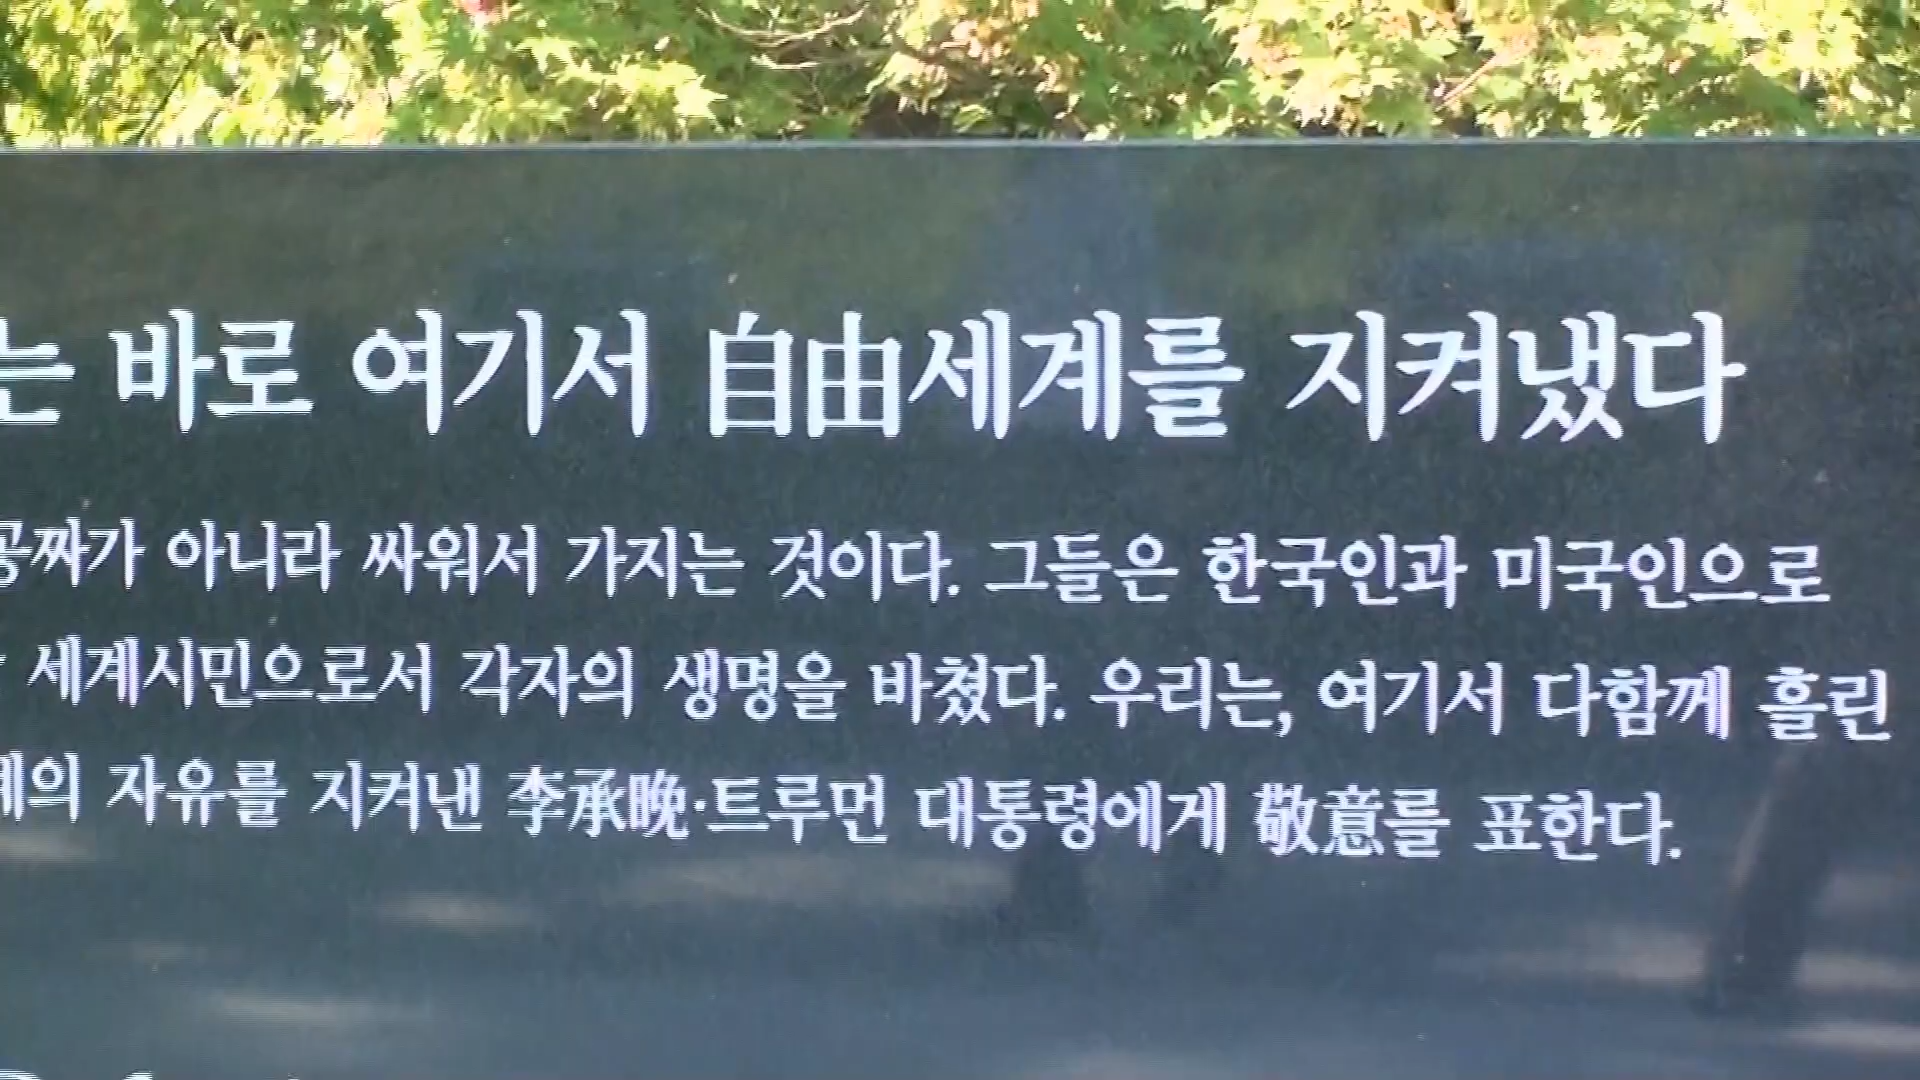 는 바로 여기서 自由세계를 지켜냈다
공짜가 아니라 싸워서 가지는 것이다. 그들은 한국인과 미국인으로
세계시민으로서 각자의 생명을 바쳤다. 우리는, 여기서 다함께 흘린
의 자유를 지켜낸 李承晩·트루먼 대통령에게 敬意를 표한다.